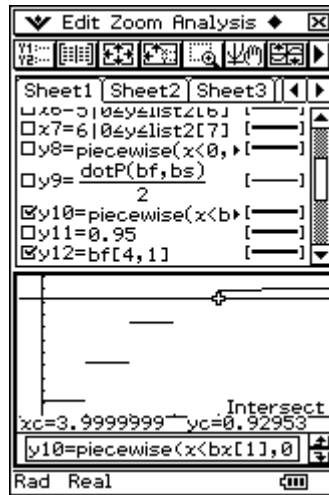 Edit Zoom Analysis ◆
Y1:...
Y2:...
Sheet1 Sheet2 Sheet3
□x7=6|0≤y≤list2[7]
□y8=piecewise(x<0,
□y9= dotP(bf,bs)
2
☑y10=piecewise(x<b
□y11=0.95
☑y12=bf[4,1]
Intersect
xc=3.9999999 yc=0.92953
y10=piecewise(x<bx[1],0
Rad Real